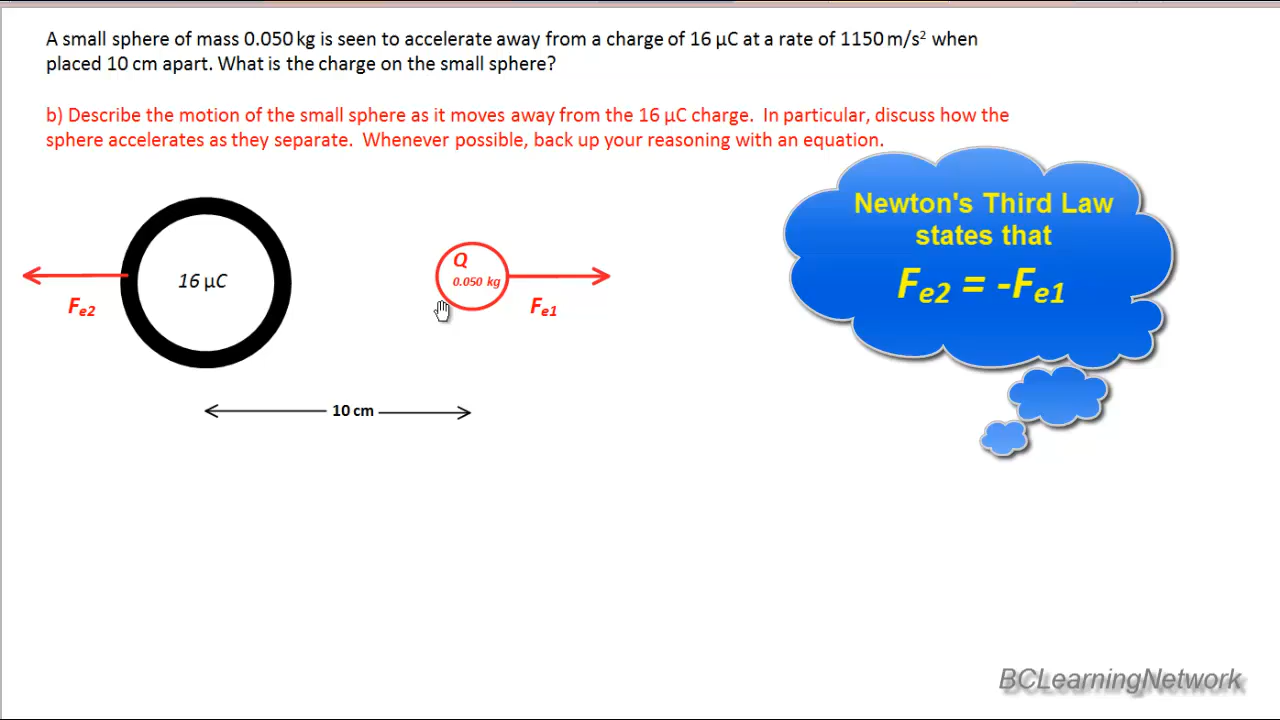 A small sphere of mass 0.050 kg is seen to accelerate away from a charge of 16 µC at a rate of 1150 m/s² when
placed 10 cm apart. What is the charge on the small sphere?
b) Describe the motion of the small sphere as it moves away from the 16 µC charge. In particular, discuss how the
sphere accelerates as they separate. Whenever possible, back up your reasoning with an equation.
Newton's Third Law
states that
Fe2 = -Fe1
16 µC
Q
0.050 kg
Fe2
Fe1
10 cm
BCLearningNetwork